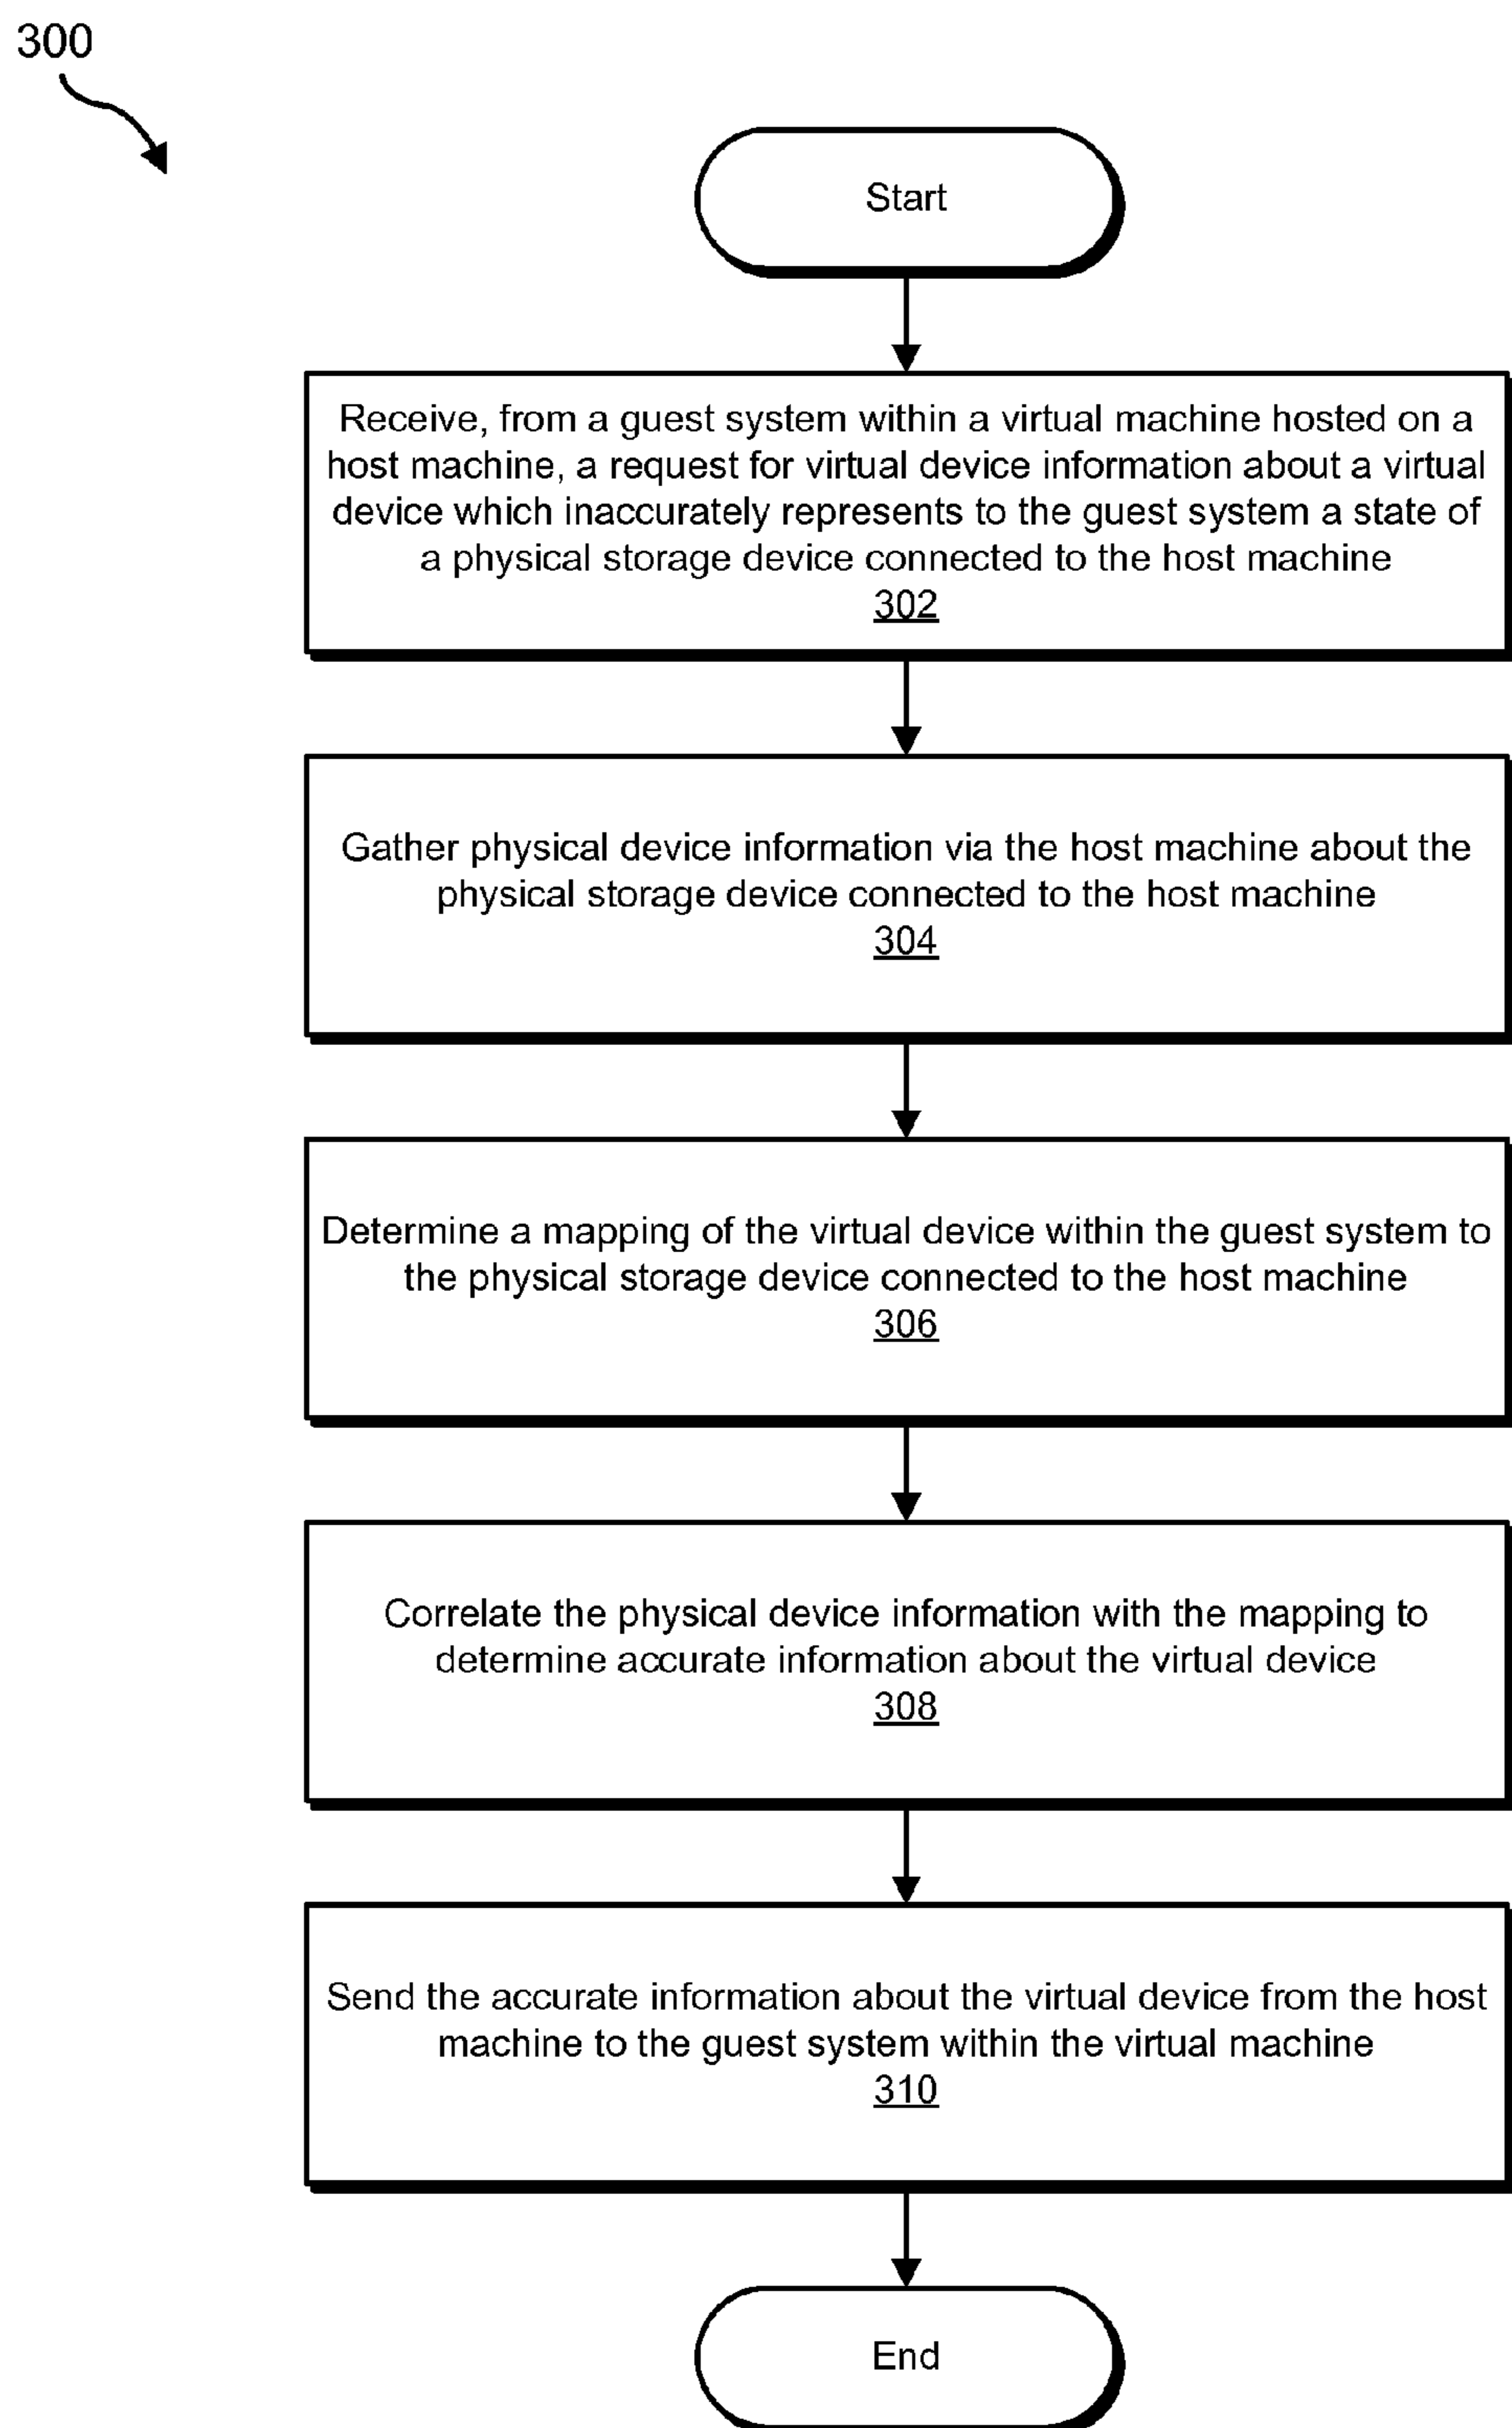 300
Start
Receive, from a guest system within a virtual machine hosted on a
host machine, a request for virtual device information about a virtual
device which inaccurately represents to the guest system a state of
a physical storage device connected to the host machine
302
Gather physical device information via the host machine about the
physical storage device connected to the host machine
304
Determine a mapping of the virtual device within the guest system to
the physical storage device connected to the host machine
306
Correlate the physical device information with the mapping to
determine accurate information about the virtual device
308
Send the accurate information about the virtual device from the host
machine to the guest system within the virtual machine
310
End